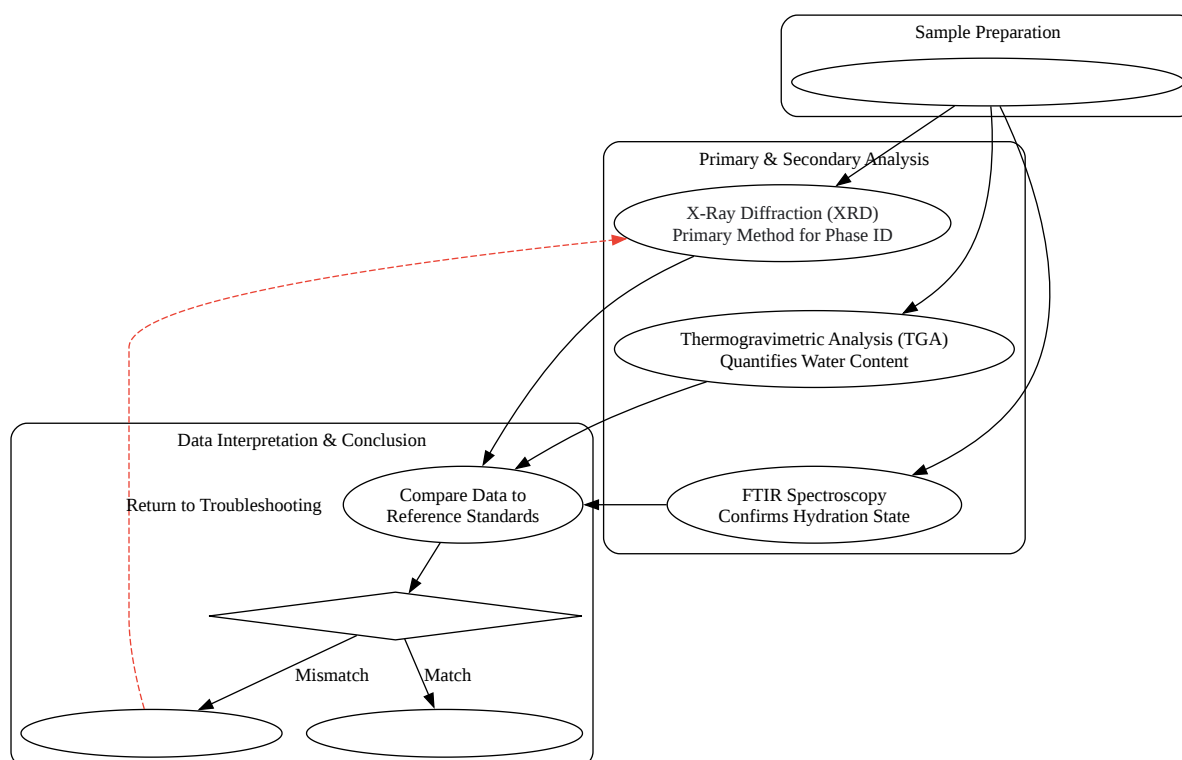 Sample Preparation
Primary & Secondary Analysis
X-Ray Diffraction (XRD)
Primary Method for Phase ID
Thermogravimetric Analysis (TGA)
Quantifies Water Content
Data Interpretation & Conclusion
Return to Troubleshooting
Compare Data to
Reference Standards
FTIR Spectroscopy
Confirms Hydration State
Mismatch
Match